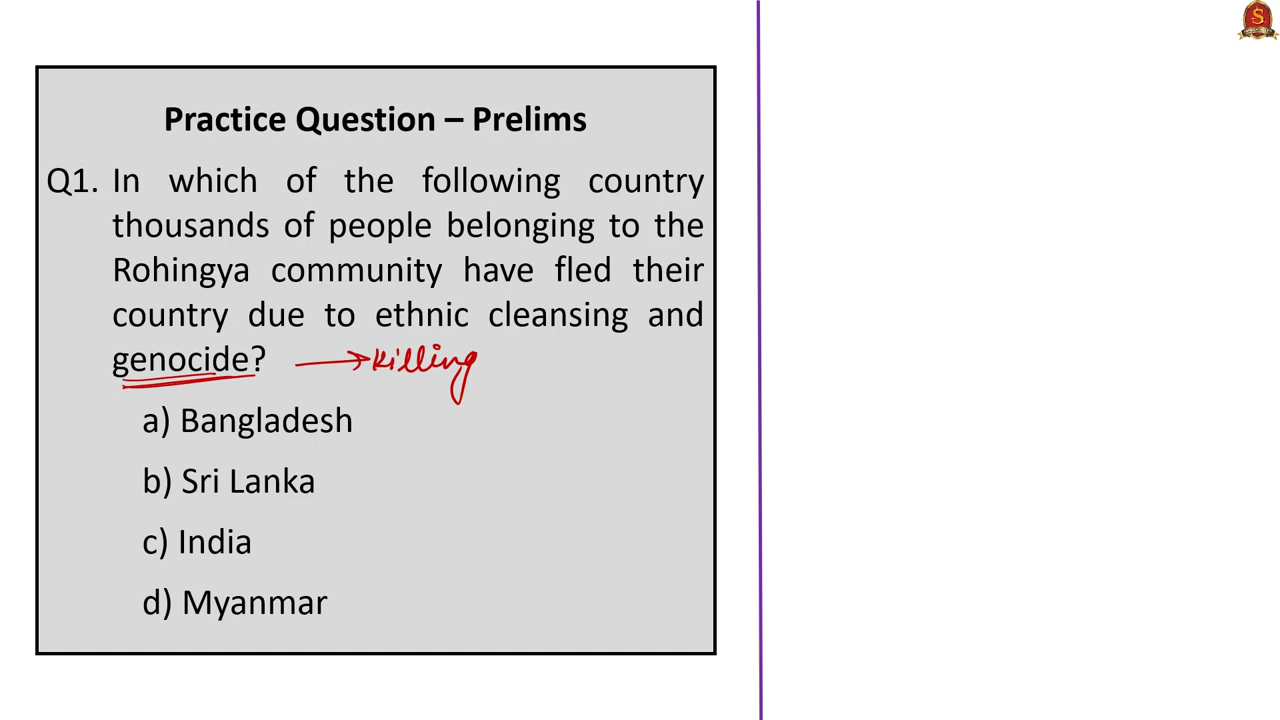 Practice Question – Prelims
Q1. In which of the following country
thousands of people belonging to the
Rohingya community have fled their
country due to ethnic cleansing and
genocide? → Killing
a) Bangladesh
b) Sri Lanka
c) India
d) Myanmar